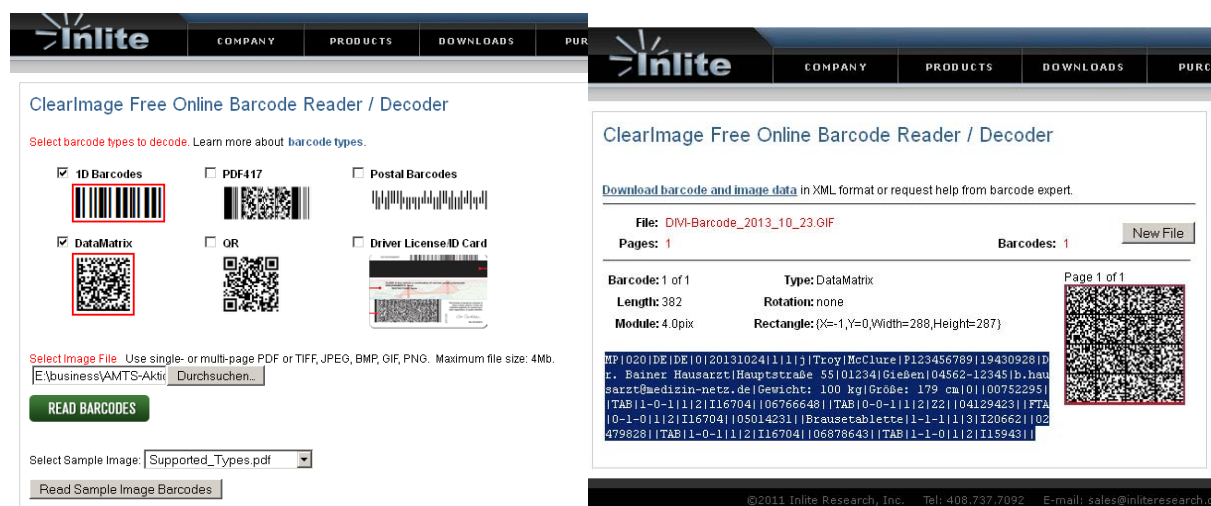 Inlite
COMPANY PRODUCTS DOWNLOADS PUR
ClearImage Free Online Barcode Reader / Decoder
Select barcode types to decode. Learn more about barcode types.
1D Barcodes PDF417 Postal Barcodes
DataMatrix QR Driver License/ID Card
Select Image File Use single- or multi-page PDF or TIFF, JPEG, BMP, GIF, PNG. Maximum file size: 4Mb.
E:\business\AMTS-Aktio Durchsuchen...
READ BARCODES
Select Sample Image: Supported_Types.pdf
Read Sample Image Barcodes
Inlite
COMPANY PRODUCTS DOWNLOADS PURC
ClearImage Free Online Barcode Reader / Decoder
Download barcode and image data in XML format or request help from barcode expert.
File: DIVI-Barcode_2013_10_23.GIF
New File
Pages: 1 Barcodes: 1
Barcode: 1 of 1 Type: DataMatrix Page 1 of 1
Length: 382 Rotation: none
Module: 4.0pix Rectangle: {X=-1,Y=0,Width=288,Height=287}
MP|020|DE|DE|0|20131024|1|1|j|Troy|McClure|P123456789|19430928|D
r. Bainer Hausarzt|Hauptstraße 55|01234|Gießen|04562-12345|b.hau
sarzt@medizin-netz.de|Gewicht: 100 kg|Größe: 179 cm|0||00752295|
|TAB|1-0-1|1|2|I16704||06766648||TAB|0-0-1|1|2|Z2||04129423||FTA
|0-1-0|1|2|I16704||05014231||Brausetablette|1-1-1|1|3|I20662||02
479828||TAB|1-0-1|1|2|I16704||06878643||TAB|1-1-0|1|2|I15943||
©2011 Inlite Research, Inc. Tel: 408.737.7092 E-mail: sales@inliteresearch.c